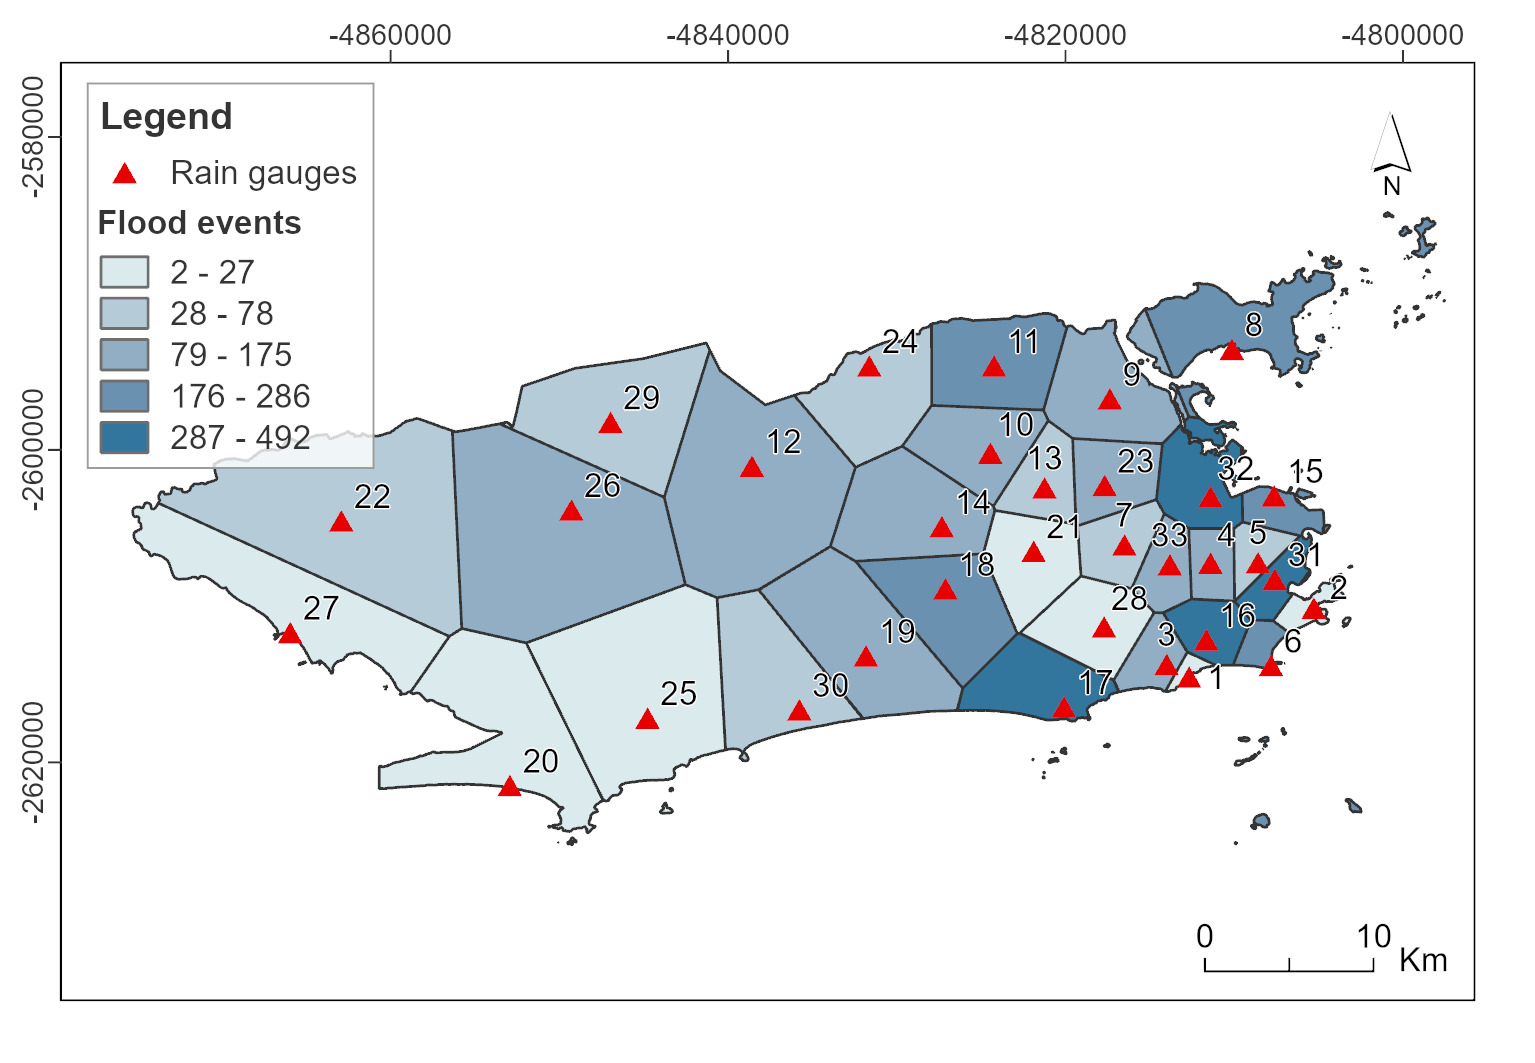 -4860000 -4840000 -4820000 -4800000
-2580000
-2600000
-2620000
Legend
Rain gauges
Flood events
2 - 27
28 - 78
79 - 175
176 - 286
287 - 492
N
8
24 11
9
29
10
12
13 23
32 15
26
22
14
7
21 33 4 5
31
18
2
28
27
16
19
3
6
30
17 1
25
20
0 10
Km